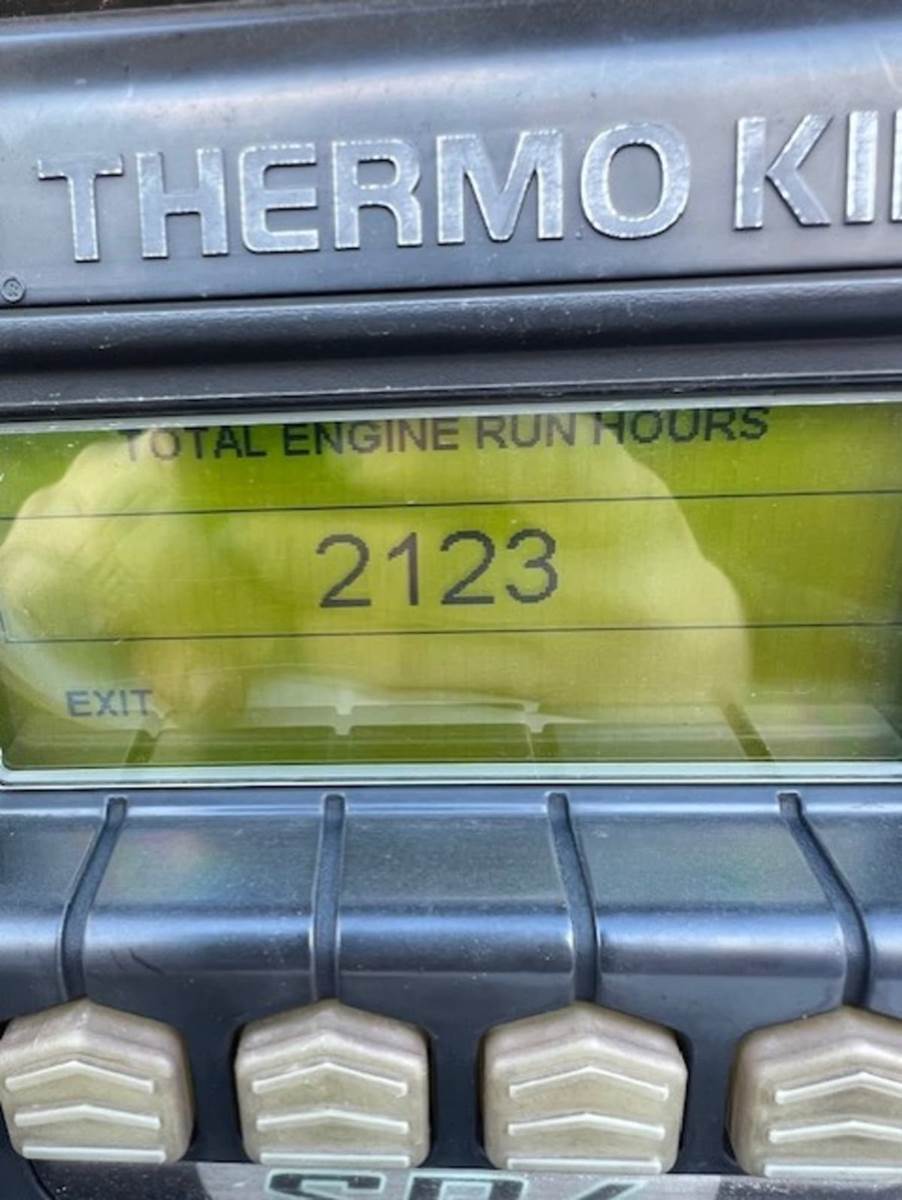 THERMO KI
®
TOTAL ENGINE RUN HOURS
2123
EXIT